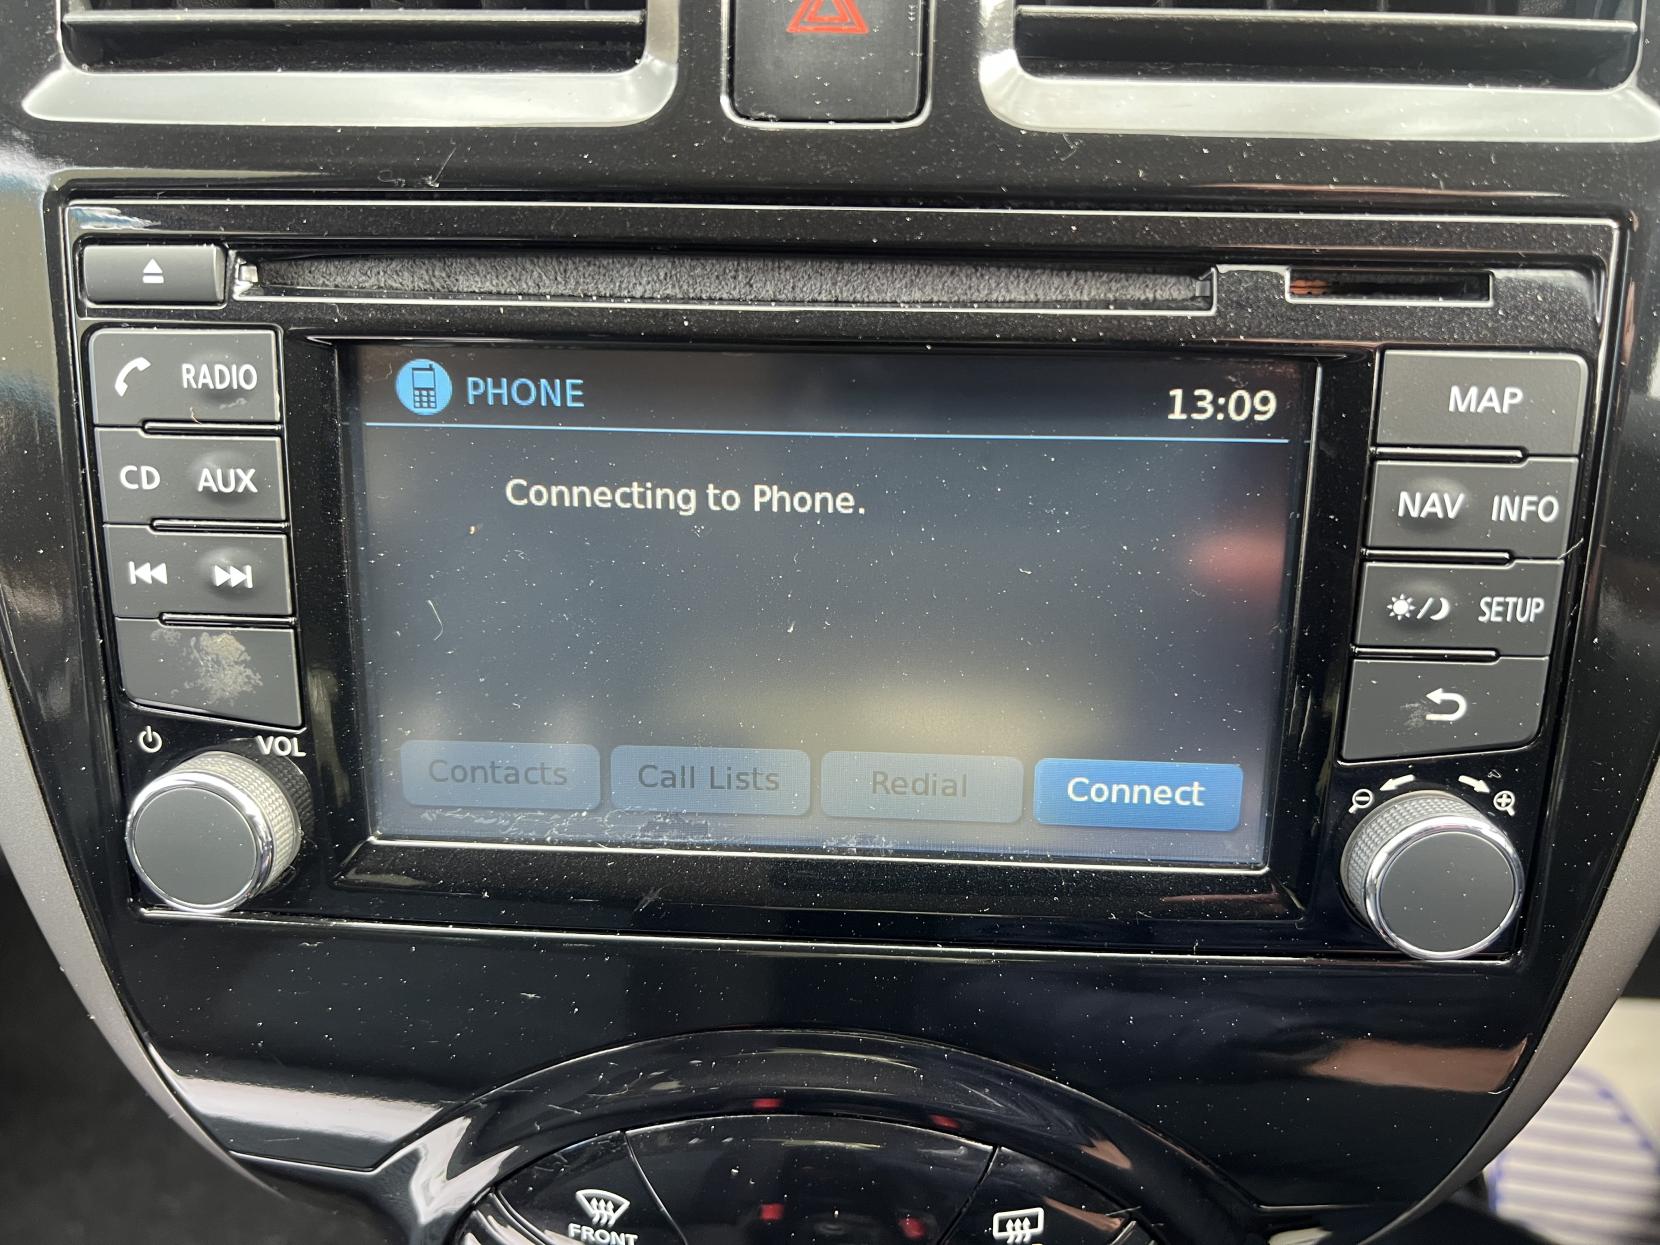 RADIO
CD AUX
VOL
PHONE
13:09
Connecting to Phone.
Contacts
Call Lists
Redial
Connect
MAP
NAV INFO
SETUP
FRONT